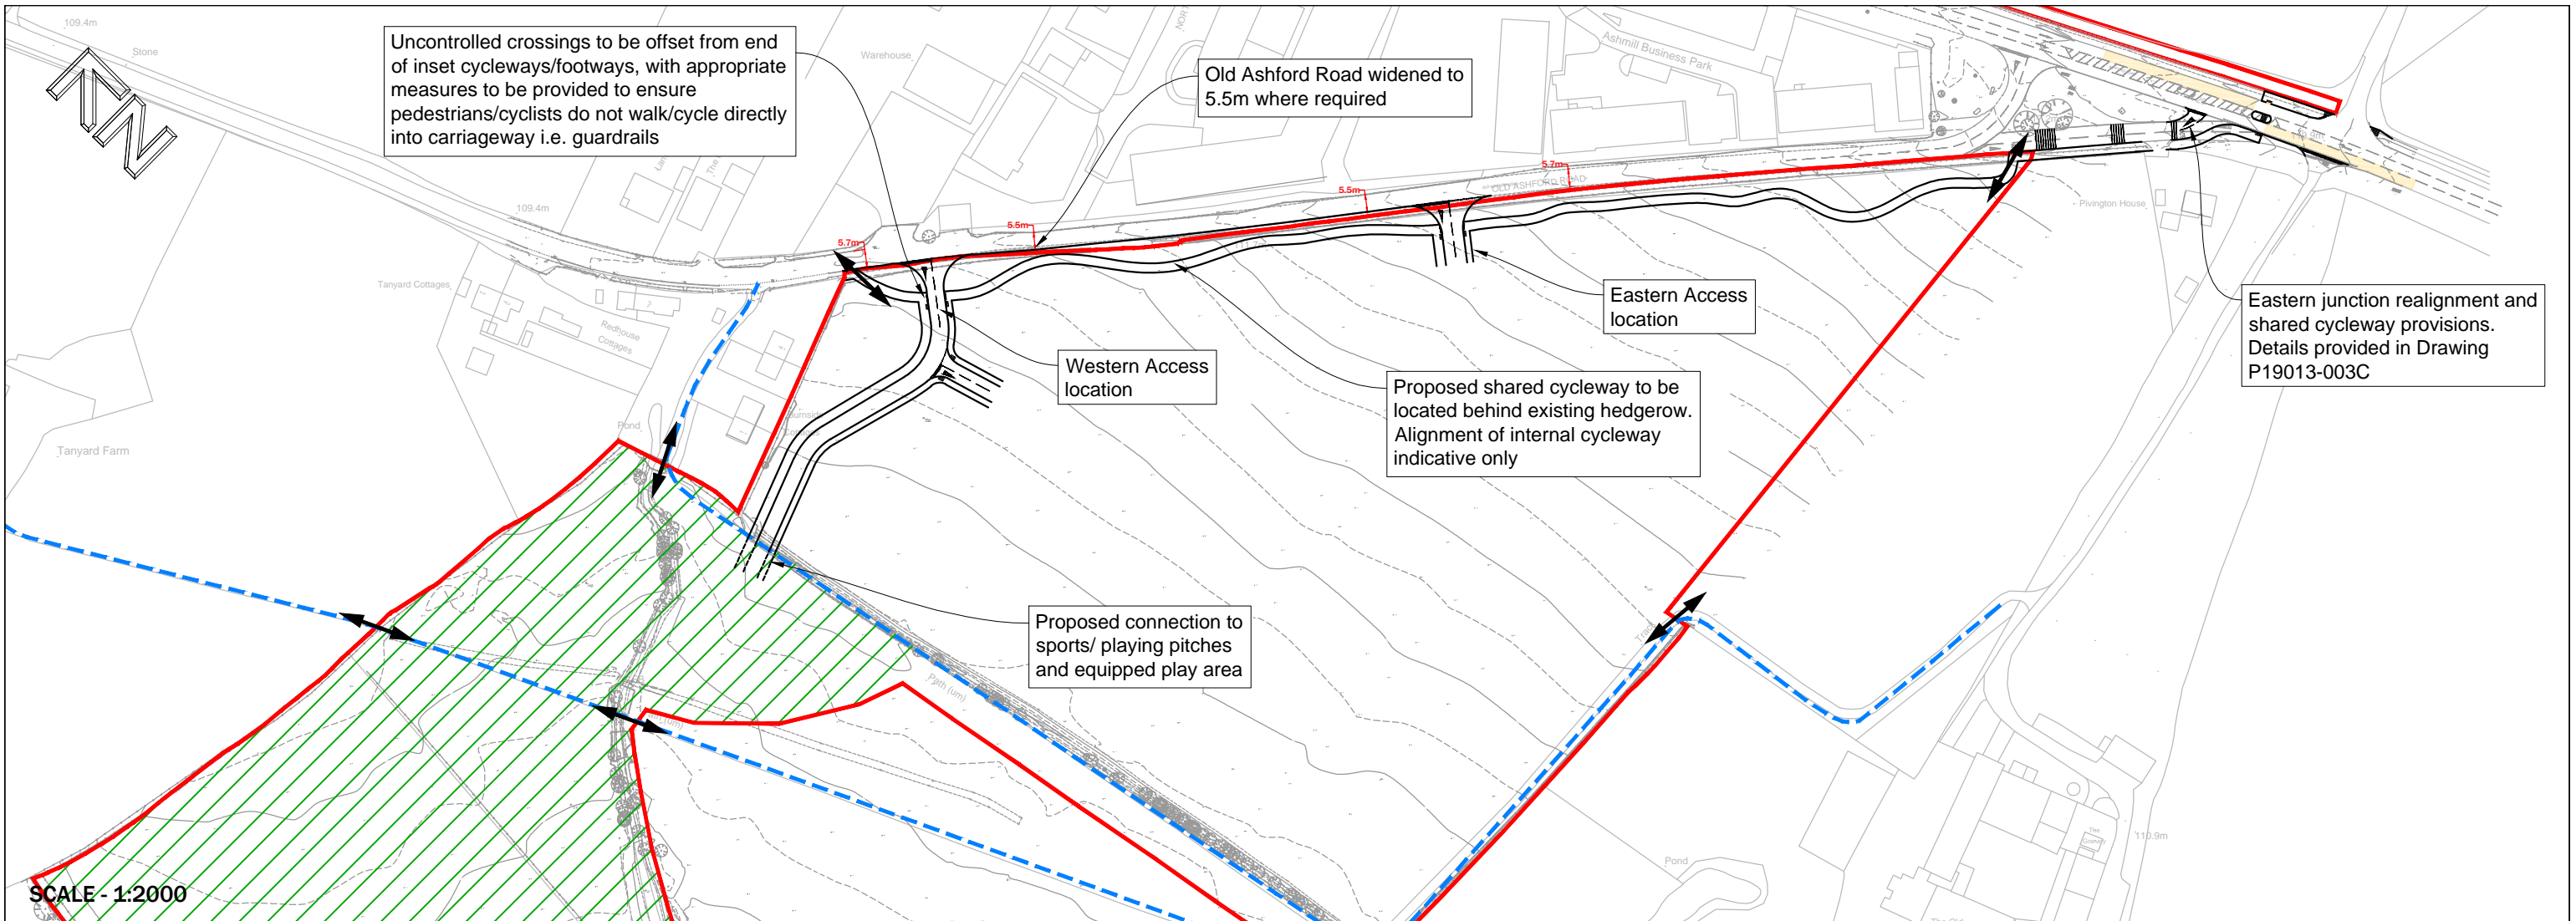 109.4m
Stone
Uncontrolled crossings to be offset from end
of inset cycleways/footways, with appropriate
measures to be provided to ensure
pedestrians/cyclists do not walk/cycle directly
into carriageway i.e. guardrails
Warehouse
Old Ashford Road widened to
5.5m where required
Ashmill Business Park
N
109.4m
5.7m
5.5m
5.5m
5.7m
OLD ASHFORD ROAD
Pivington House
Tanyard Cottages
Redhouse
Cottages
Western Access
location
Eastern Access
location
Eastern junction realignment and
shared cycleway provisions.
Details provided in Drawing
P19013-003C
Proposed shared cycleway to be
located behind existing hedgerow.
Alignment of internal cycleway
indicative only
Burnside
Cottages
Pond
Tanyard Farm
Proposed connection to
sports/ playing pitches
and equipped play area
Track
Path (um)
110.9m
Pond
SCALE - 1:2000